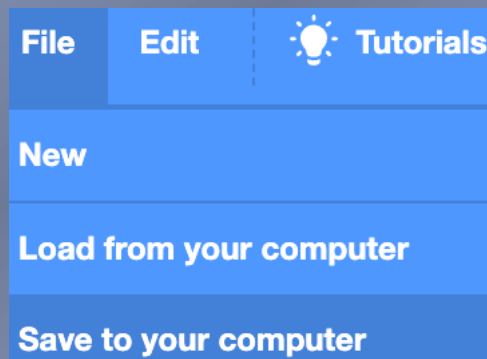 File Edit Tutorials
New
Load from your computer
Save to your computer